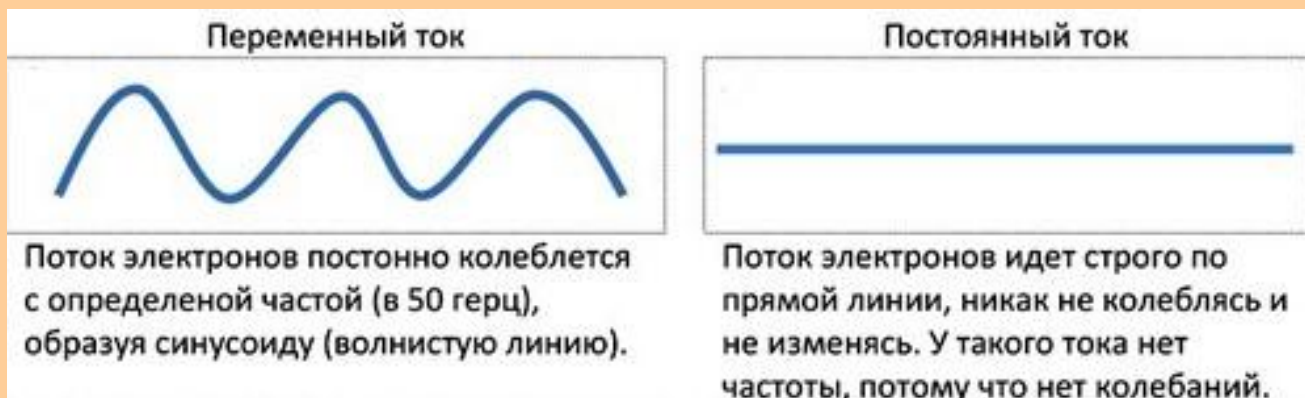 Переменный ток
Поток электронов постонно колеблется
с определеной частой (в 50 герц),
образуя синусоиду (волнистую линию).
Постоянный ток
Поток электронов идет строго по
прямой линии, никак не колеблясь и
не изменясь. У такого тока нет
частоты, потому что нет колебаний.